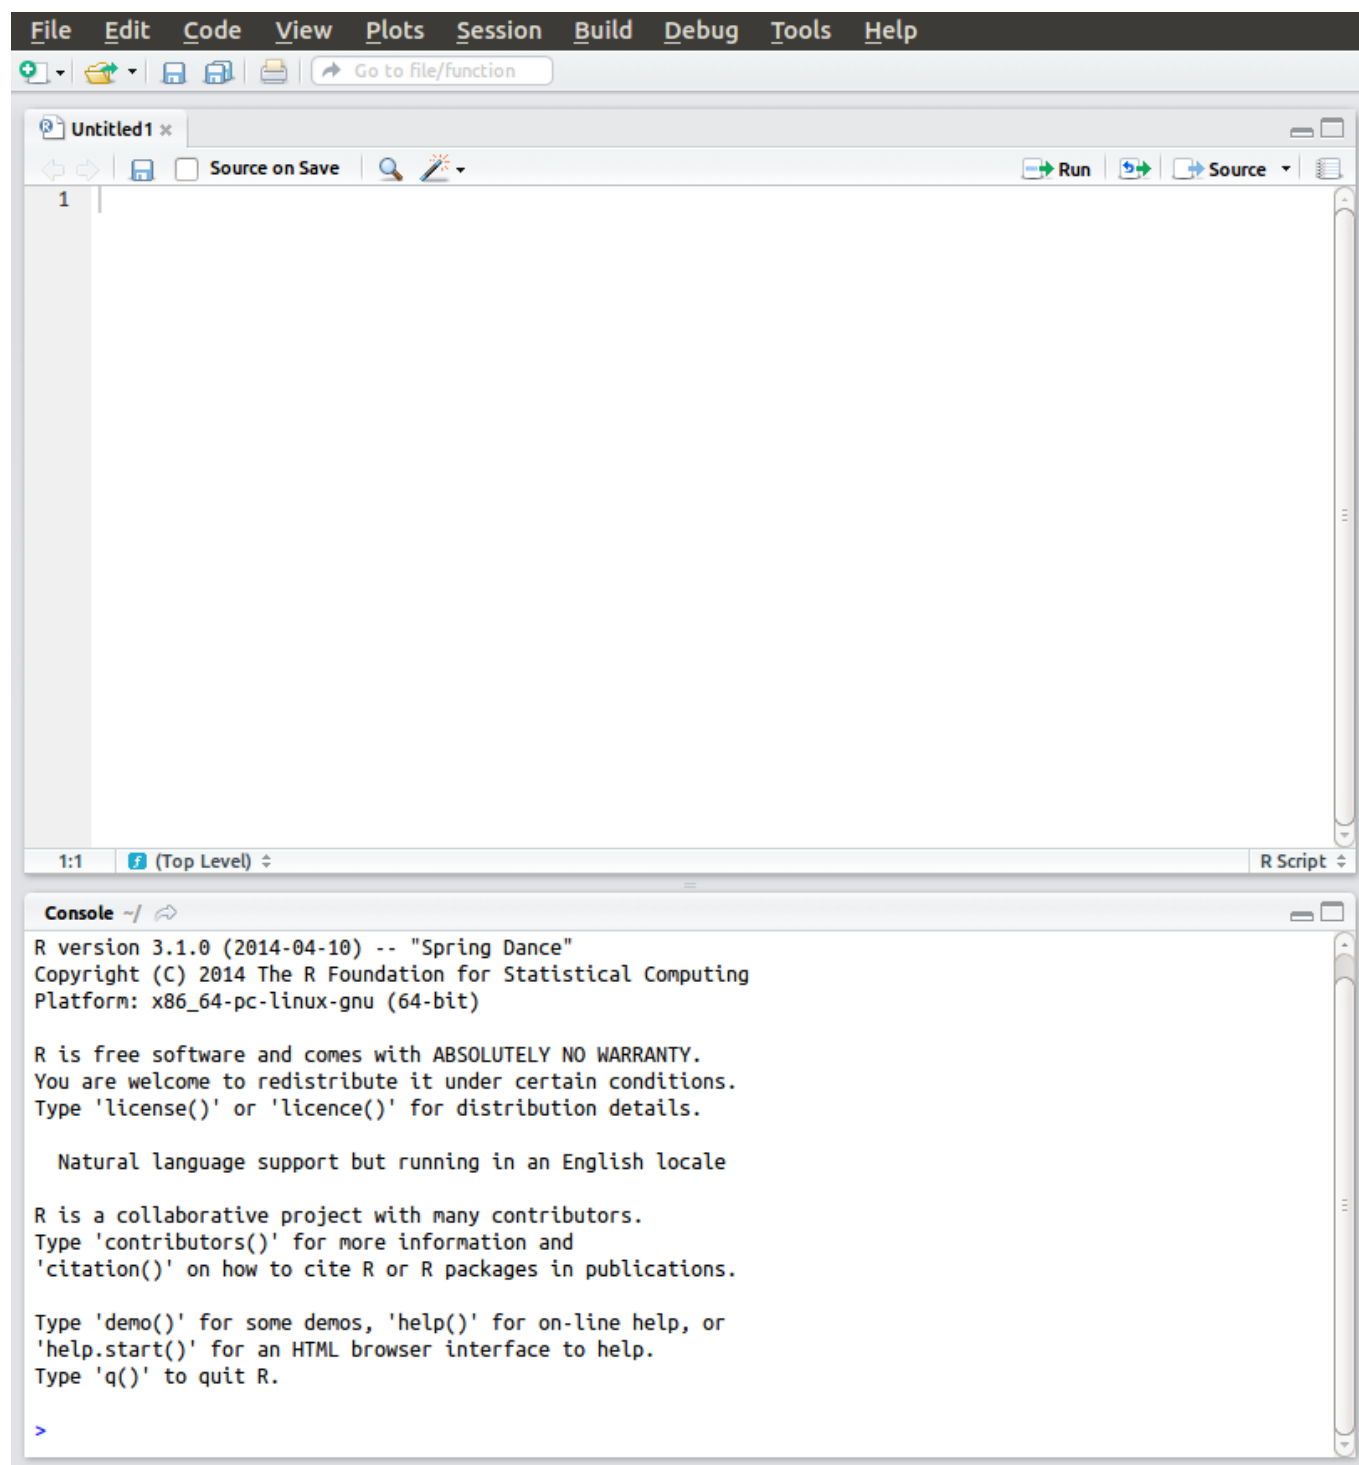 File Edit Code View Plots Session Build Debug Tools Help
Go to file/function
Untitled1
Source on Save Run Source
1
1:1 (Top Level) R Script
Console ~/
R version 3.1.0 (2014-04-10) -- "Spring Dance"
Copyright (C) 2014 The R Foundation for Statistical Computing
Platform: x86_64-pc-linux-gnu (64-bit)
R is free software and comes with ABSOLUTELY NO WARRANTY.
You are welcome to redistribute it under certain conditions.
Type 'license()' or 'licence()' for distribution details.
Natural language support but running in an English locale
R is a collaborative project with many contributors.
Type 'contributors()' for more information and
'citation()' on how to cite R or R packages in publications.
Type 'demo()' for some demos, 'help()' for on-line help, or
'help.start()' for an HTML browser interface to help.
Type 'q()' to quit R.
>